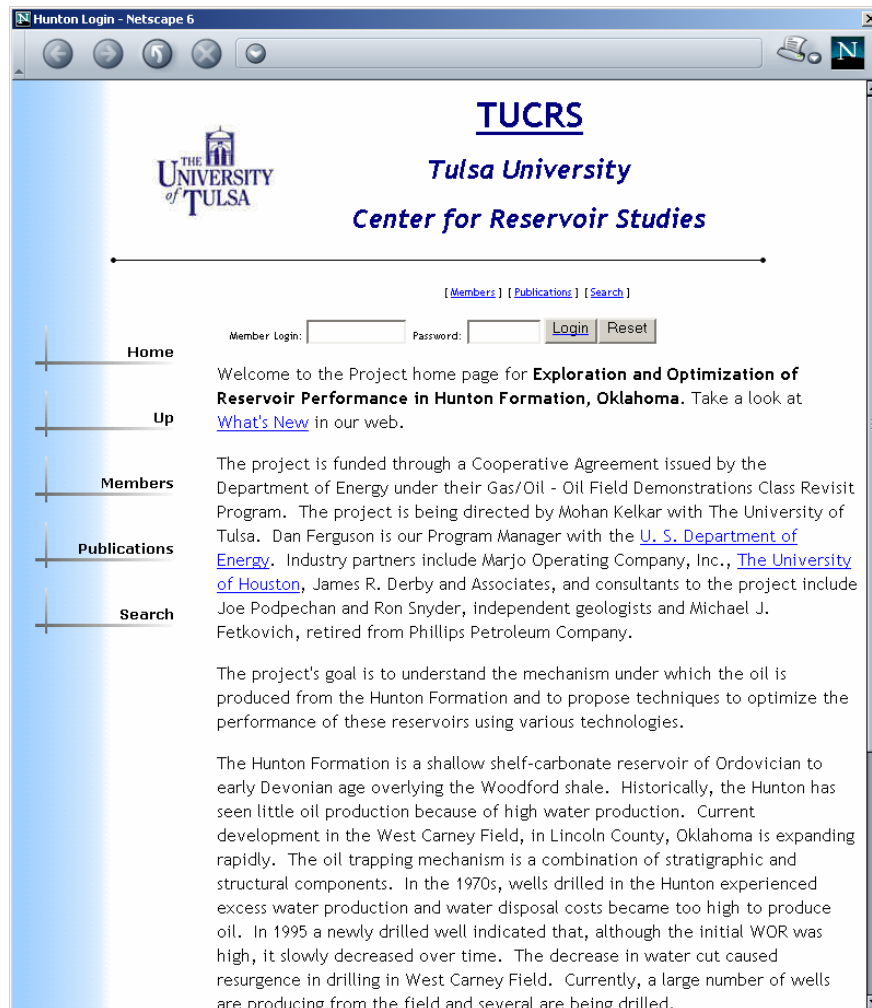 Hunton Login - Netscape 6
N
TUCRS
THE
UNIVERSITY
of TULSA
Tulsa University
Center for Reservoir Studies
[ Members ] [ Publications ] [ Search ]
Member Login: Password: Login Reset
Home
Up
Members
Publications
Search
Welcome to the Project home page for Exploration and Optimization of
Reservoir Performance in Hunton Formation, Oklahoma. Take a look at
What's New in our web.
The project is funded through a Cooperative Agreement issued by the
Department of Energy under their Gas/Oil - Oil Field Demonstrations Class Revisit
Program. The project is being directed by Mohan Kelkar with The University of
Tulsa. Dan Ferguson is our Program Manager with the U. S. Department of
Energy. Industry partners include Marjo Operating Company, Inc., The University
of Houston, James R. Derby and Associates, and consultants to the project include
Joe Podpechan and Ron Snyder, independent geologists and Michael J.
Fetkovich, retired from Phillips Petroleum Company.
The project's goal is to understand the mechanism under which the oil is
produced from the Hunton Formation and to propose techniques to optimize the
performance of these reservoirs using various technologies.
The Hunton Formation is a shallow shelf-carbonate reservoir of Ordovician to
early Devonian age overlying the Woodford shale. Historically, the Hunton has
seen little oil production because of high water production. Current
development in the West Carney Field, in Lincoln County, Oklahoma is expanding
rapidly. The oil trapping mechanism is a combination of stratigraphic and
structural components. In the 1970s, wells drilled in the Hunton experienced
excess water production and water disposal costs became too high to produce
oil. In 1995 a newly drilled well indicated that, although the initial WOR was
high, it slowly decreased over time. The decrease in water cut caused
resurgence in drilling in West Carney Field. Currently, a large number of wells
are producing from the field and several are being drilled.